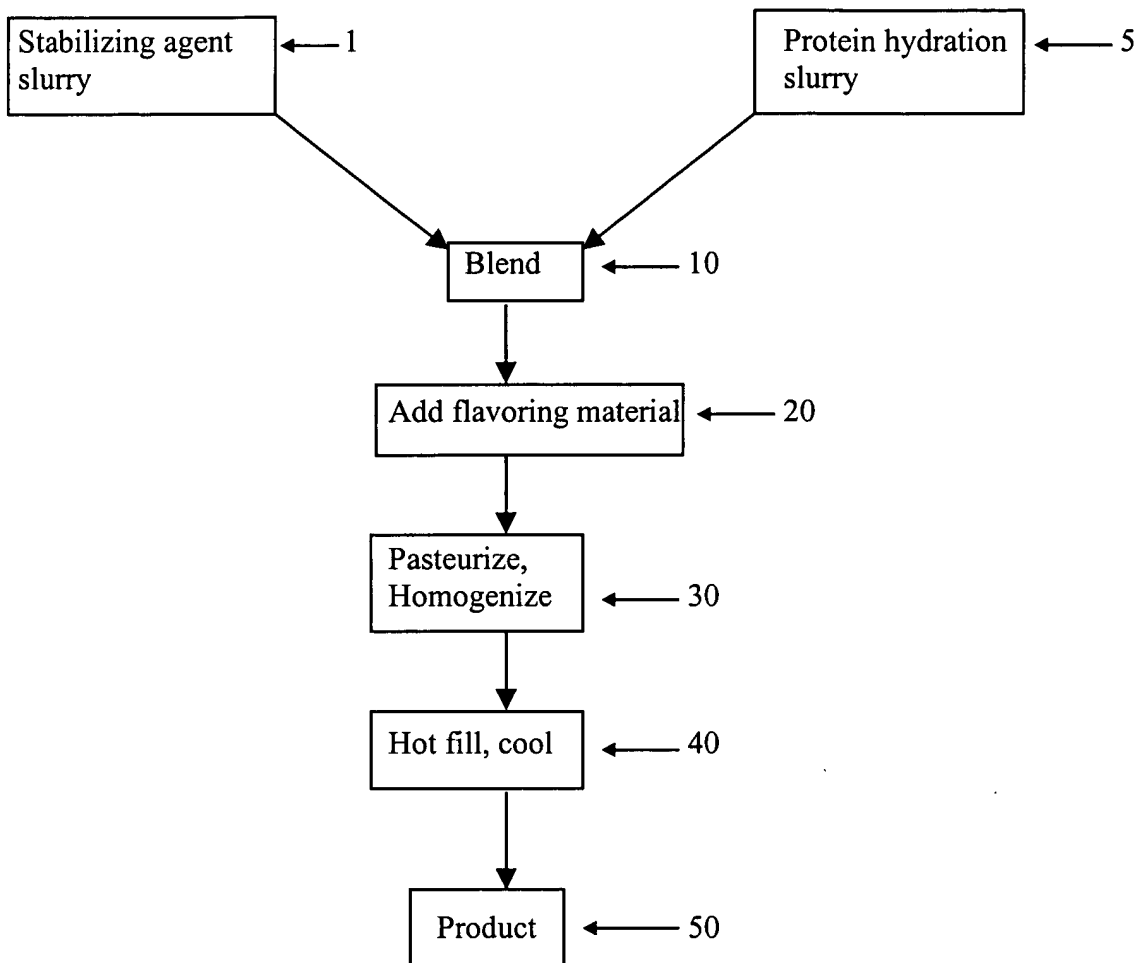 Stabilizing agent
slurry
1
Protein hydration
slurry
5
Blend
10
Add flavoring material
20
Pasteurize,
Homogenize
30
Hot fill, cool
40
Product
50